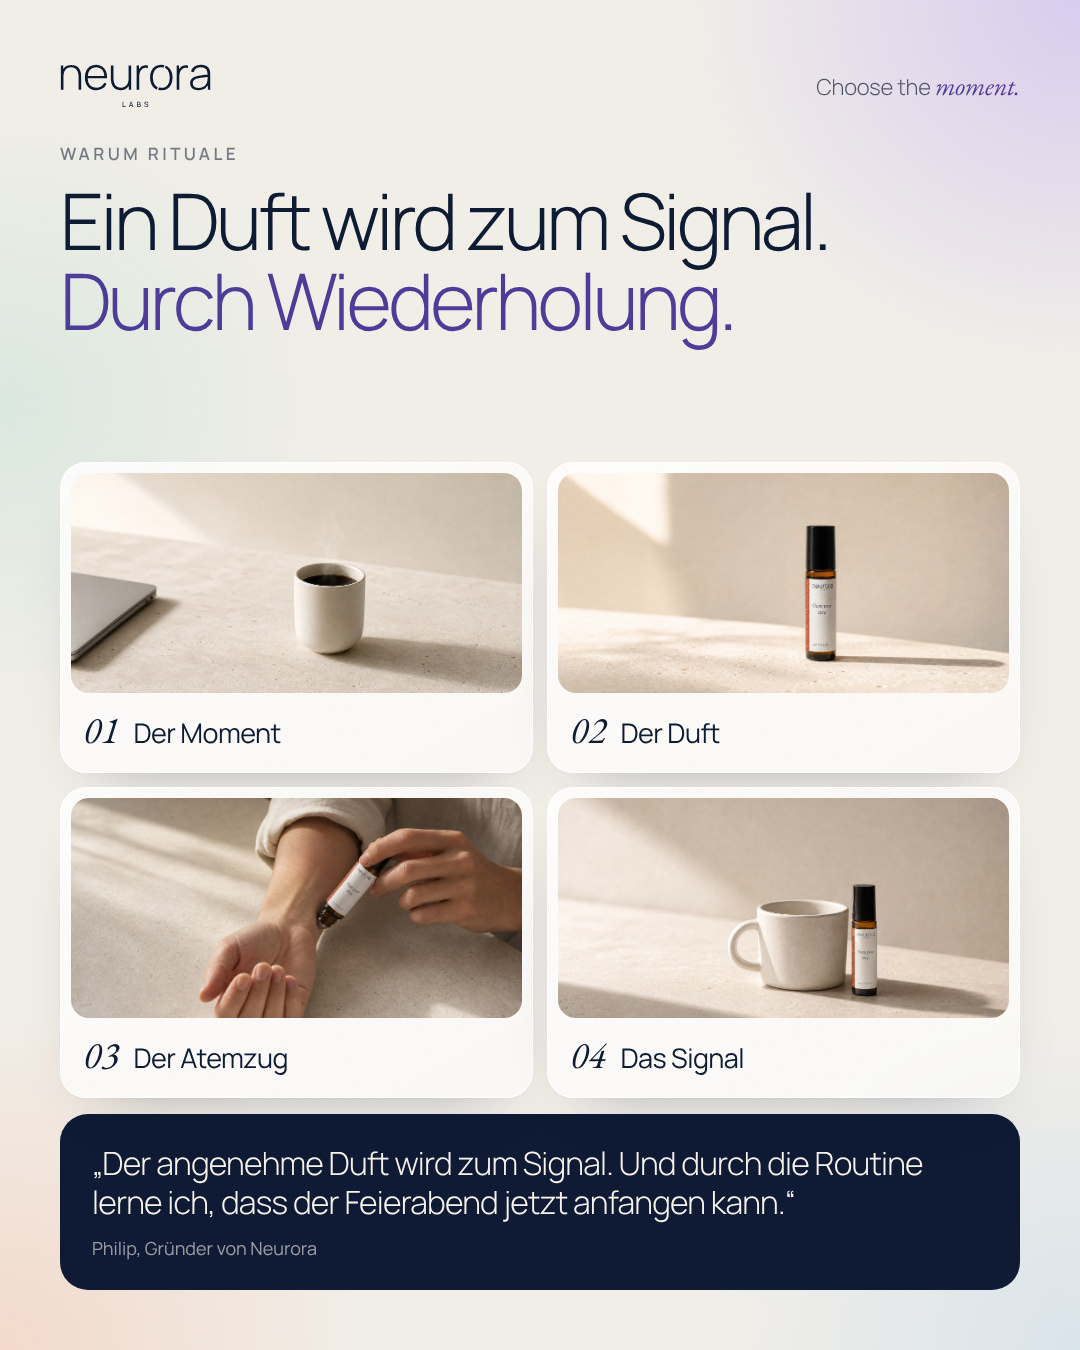 neurora
LABS
Choose the moment.
WARUM RITUALE
Ein Duft wird zum Signal.
Durch Wiederholung.
neurora
01 Der Moment
02 Der Duft
neurora
03 Der Atemzug
04 Das Signal
„Der angenehme Duft wird zum Signal. Und durch die Routine
lerne ich, dass der Feierabend jetzt anfangen kann.“
Philip, Gründer von Neurora